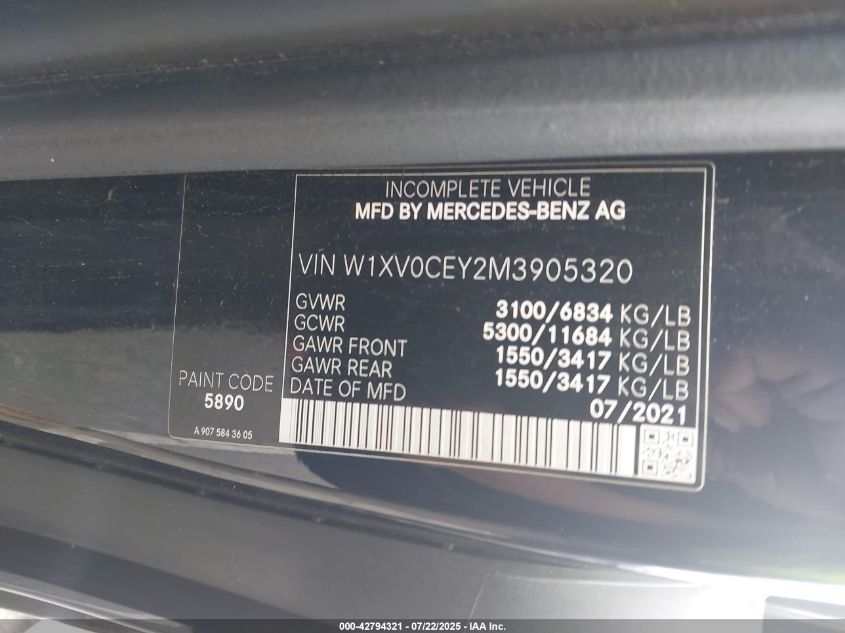 INCOMPLETE VEHICLE
MFD BY MERCEDES-BENZ AG
VIN W1XV0CEY2M3905320
GVWR 3100/6834 KG/LB
GCWR 5300/11684 KG/LB
GAWR FRONT 1550/3417 KG/LB
GAWR REAR 1550/3417 KG/LB
DATE OF MFD 07/2021
PAINT CODE
5890
A 907 584 36 05
000-42794321 / 07/22/2025 - IAA Inc.